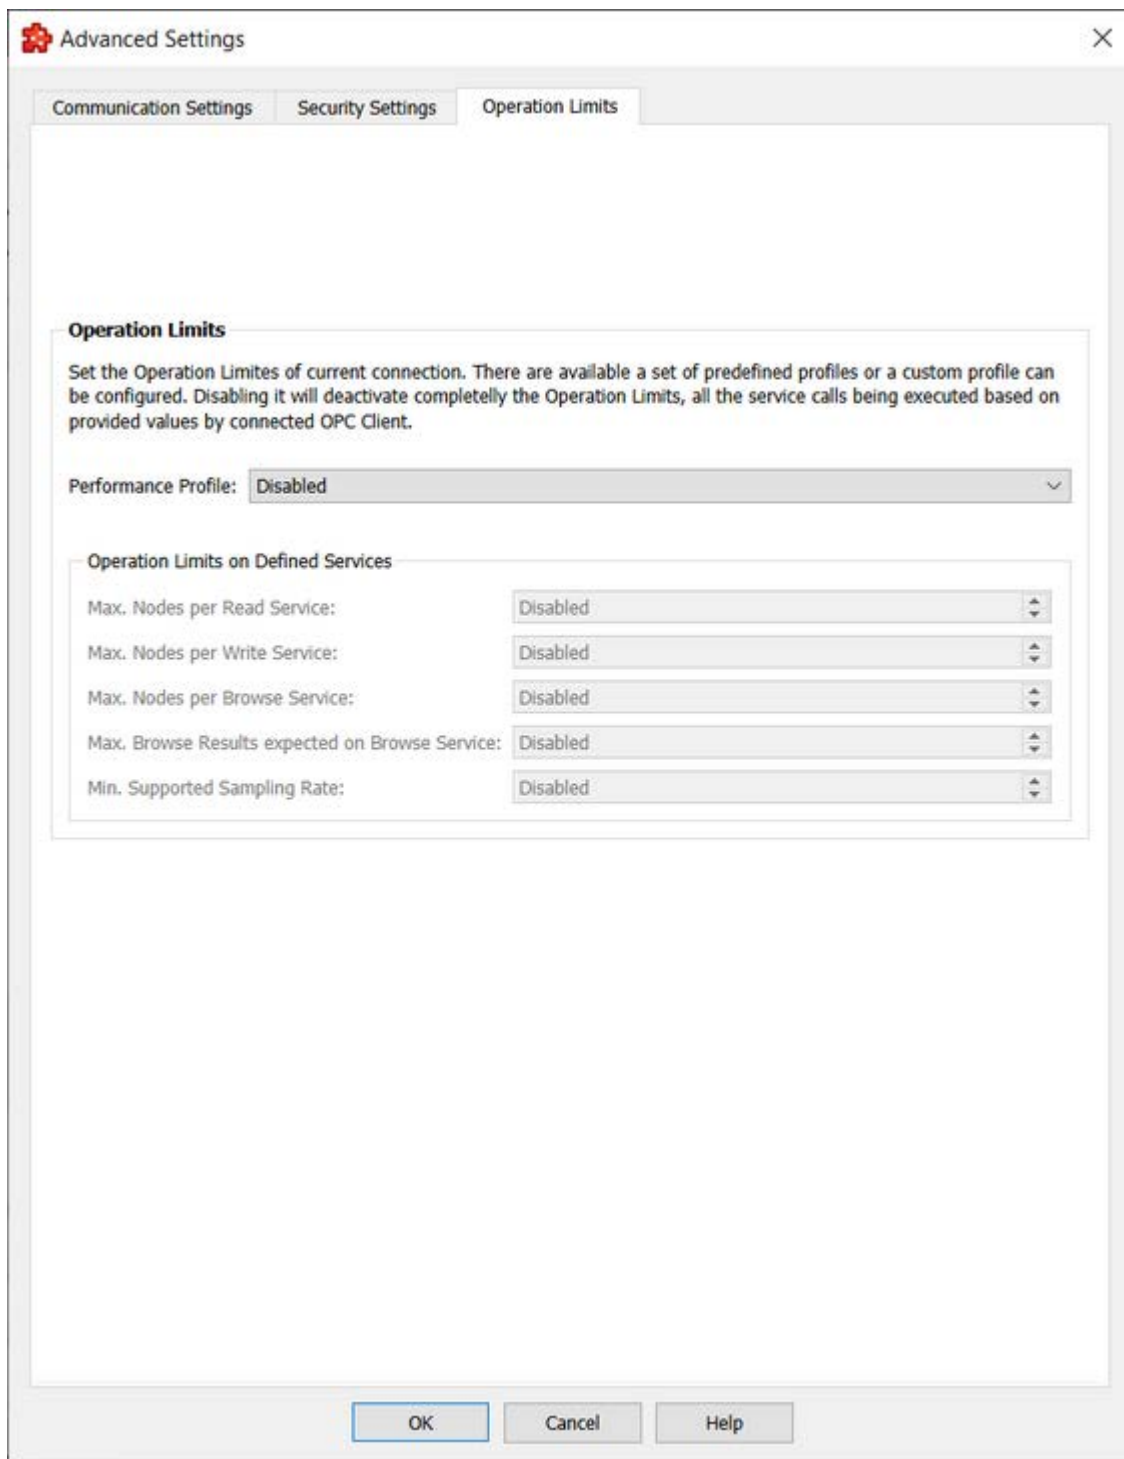 Advanced Settings
Communication Settings
Security Settings
Operation Limits
Operation Limits
Set the Operation Limites of current connection. There are available a set of predefined profiles or a custom profile can
be configured. Disabling it will deactivate completelly the Operation Limits, all the service calls being executed based on
provided values by connected OPC Client.
Performance Profile: Disabled
Operation Limits on Defined Services
Max. Nodes per Read Service: Disabled
Max. Nodes per Write Service: Disabled
Max. Nodes per Browse Service: Disabled
Max. Browse Results expected on Browse Service: Disabled
Min. Supported Sampling Rate: Disabled
OK Cancel Help